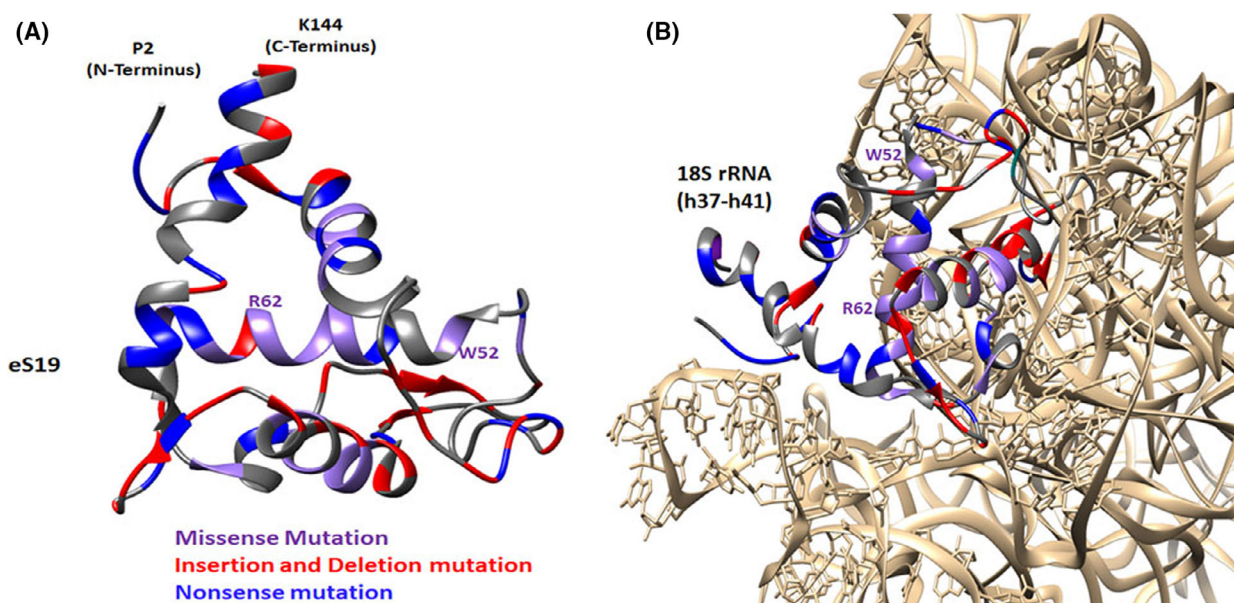 (A)
P2
(N-Terminus)
K144
(C-Terminus)
R62
W52
eS19
Missense Mutation
Insertion and Deletion mutation
Nonsense mutation
(B)
W52
18S rRNA
(h37-h41)
R62